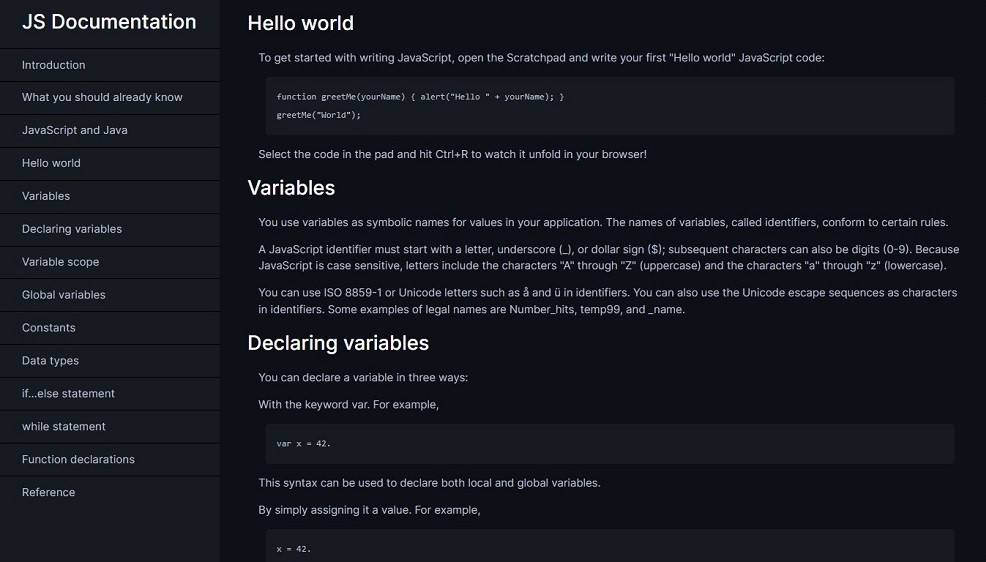 JS Documentation
Introduction
What you should already know
JavaScript and Java
Hello world
Variables
Declaring variables
Variable scope
Global variables
Constants
Data types
if...else statement
while statement
Function declarations
Reference
Hello world
To get started with writing JavaScript, open the Scratchpad and write your first "Hello world" JavaScript code:
function greetMe(yourName) { alert("Hello " + yourName); }
greetMe("World");
Select the code in the pad and hit Ctrl+R to watch it unfold in your browser!
Variables
You use variables as symbolic names for values in your application. The names of variables, called identifiers, conform to certain rules.
A JavaScript identifier must start with a letter, underscore (_), or dollar sign ($); subsequent characters can also be digits (0-9). Because
JavaScript is case sensitive, letters include the characters "A" through "Z" (uppercase) and the characters "a" through "z" (lowercase).
You can use ISO 8859-1 or Unicode letters such as å and ü in identifiers. You can also use the Unicode escape sequences as characters
in identifiers. Some examples of legal names are Number_hits, temp99, and _name.
Declaring variables
You can declare a variable in three ways:
With the keyword var. For example,
var x = 42.
This syntax can be used to declare both local and global variables.
By simply assigning it a value. For example,
x = 42.